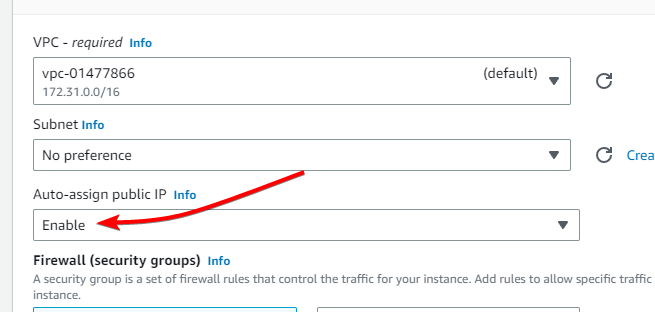 VPC - required Info
vpc-01477866 (default)
172.31.0.0/16
Subnet Info
No preference
Crea
Auto-assign public IP Info
Enable
Firewall (security groups) Info
A security group is a set of firewall rules that control the traffic for your instance. Add rules to allow specific traffic
instance.